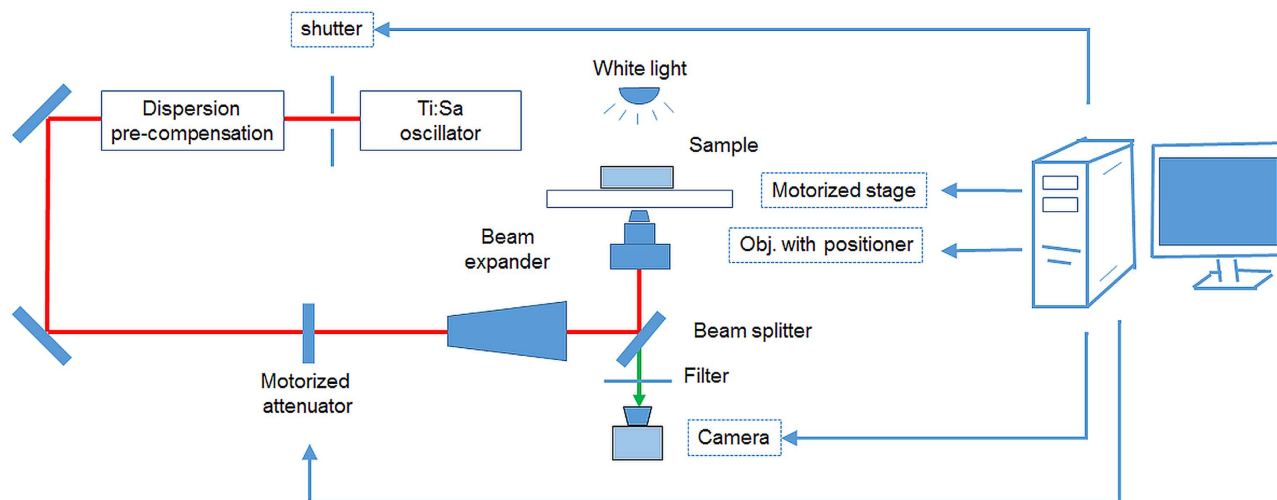 shutter
White light
Dispersion
pre-compensation
Ti:Sa
oscillator
Sample
Motorized stage
Beam
expander
Obj. with positioner
Beam splitter
Motorized
attenuator
Filter
Camera